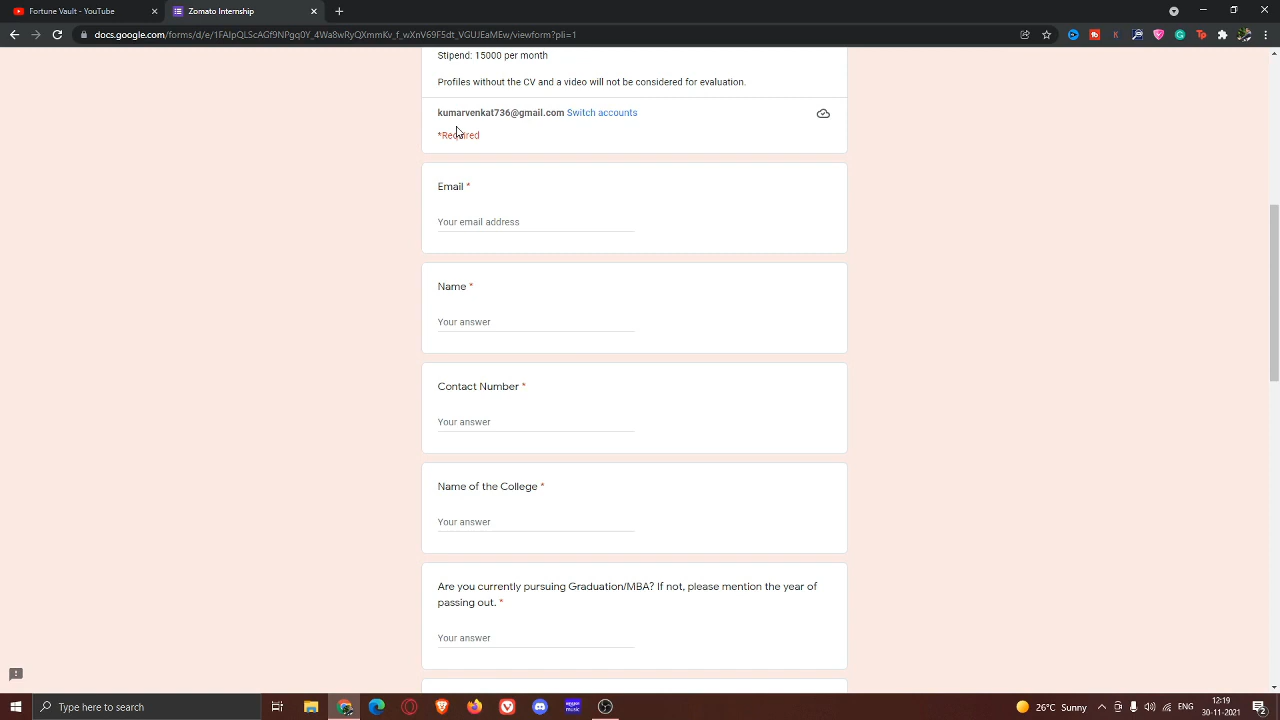 Fortune Vault - YouTube
Zomato Internship
docs.google.com/forms/d/e/1FAIpQLScAGf9NPgq0Y_4Wa8wRyQXmmKv_f_wXnV69F5dt_VGUJEaMEw/viewform?pli=1
Stipend: 15000 per month
Profiles without the CV and a video will not be considered for evaluation.
kumarvenkat736@gmail.com Switch accounts
*Required
Email *
Your email address
Name *
Your answer
Contact Number *
Your answer
Name of the College *
Your answer
Are you currently pursuing Graduation/MBA? If not, please mention the year of
passing out. *
Your answer
Type here to search
music
26°C Sunny
ENG
12:19
30-11-2021